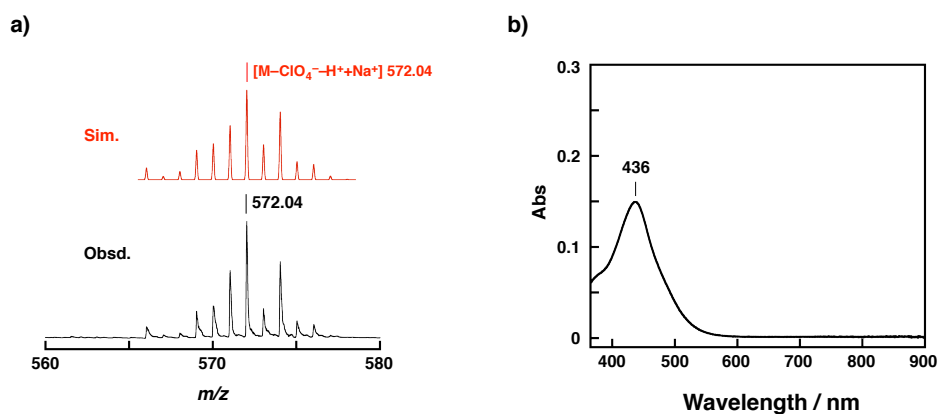 a)
[M–ClO₄⁻–H⁺+Na⁺] 572.04
Sim.
572.04
Obsd.
560
570
580
m/z
b)
0.3
0.2
0.1
0
Abs
436
400
500
600
700
800
900
Wavelength / nm